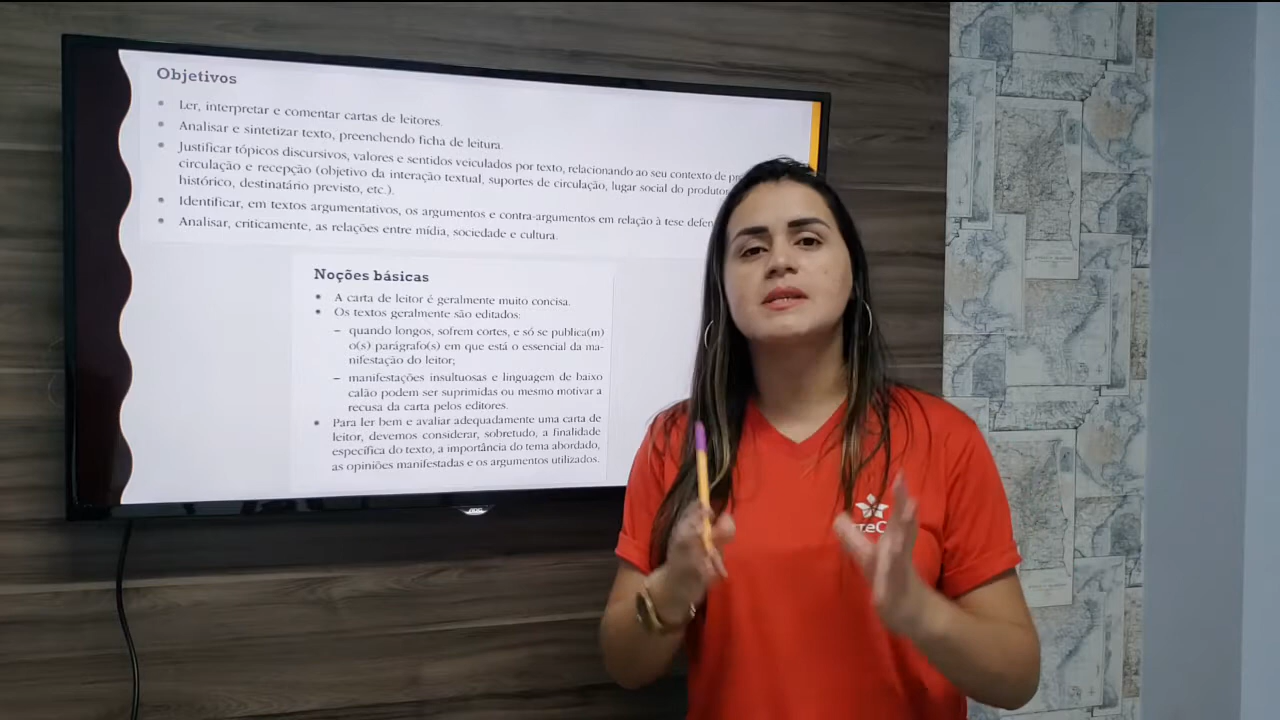 Objetivos
• Ler, interpretar e comentar cartas de leitores.
• Analisar e sintetizar texto, preenchendo ficha de leitura.
• Justificar tópicos discursivos, valores e sentidos veiculados por texto, relacionando ao seu contexto de
circulação e recepção (objetivo da interação textual, suportes de circulação, lugar social do produtor
histórico, destinatário previsto, etc.).
• Identificar, em textos argumentativos, os argumentos e contra-argumentos em relação à tese
• Analisar, criticamente, as relações entre mídia, sociedade e cultura.
Noções básicas
• A carta de leitor é geralmente muito concisa.
• Os textos geralmente são editados:
– quando longos, sofrem cortes, e só se publica(m)
o(s) parágrafo(s) em que está o essencial da ma-
nifestação do leitor;
– manifestações insultuosas e linguagem de baixo
calão podem ser suprimidas ou mesmo motivar a
recusa da carta pelos editores.
• Para ler bem e avaliar adequadamente uma carta de
leitor, devemos considerar, sobretudo, a finalidade
específica do texto, a importância do tema abordado,
as opiniões manifestadas e os argumentos utilizados.
AOC